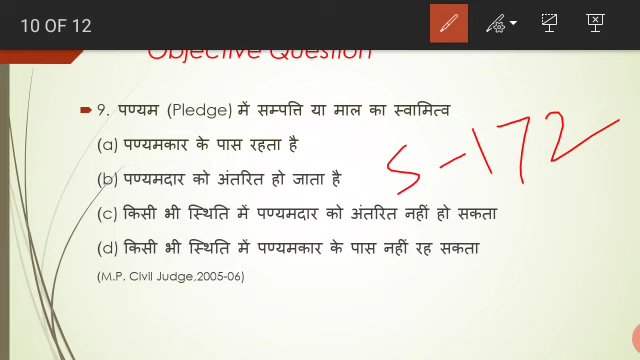 10 OF 12
Objective Question
9. पण्यम (Pledge) में सम्पत्ति या माल का स्वामित्व
(a) पण्यमकार के पास रहता है
(b) पण्यमदार को अंतरित हो जाता है
S-172
(c) किसी भी स्थिति में पण्यमदार को अंतरित नहीं हो सकता
(d) किसी भी स्थिति में पण्यमकार के पास नहीं रह सकता
(M.P. Civil Judge,2005-06)